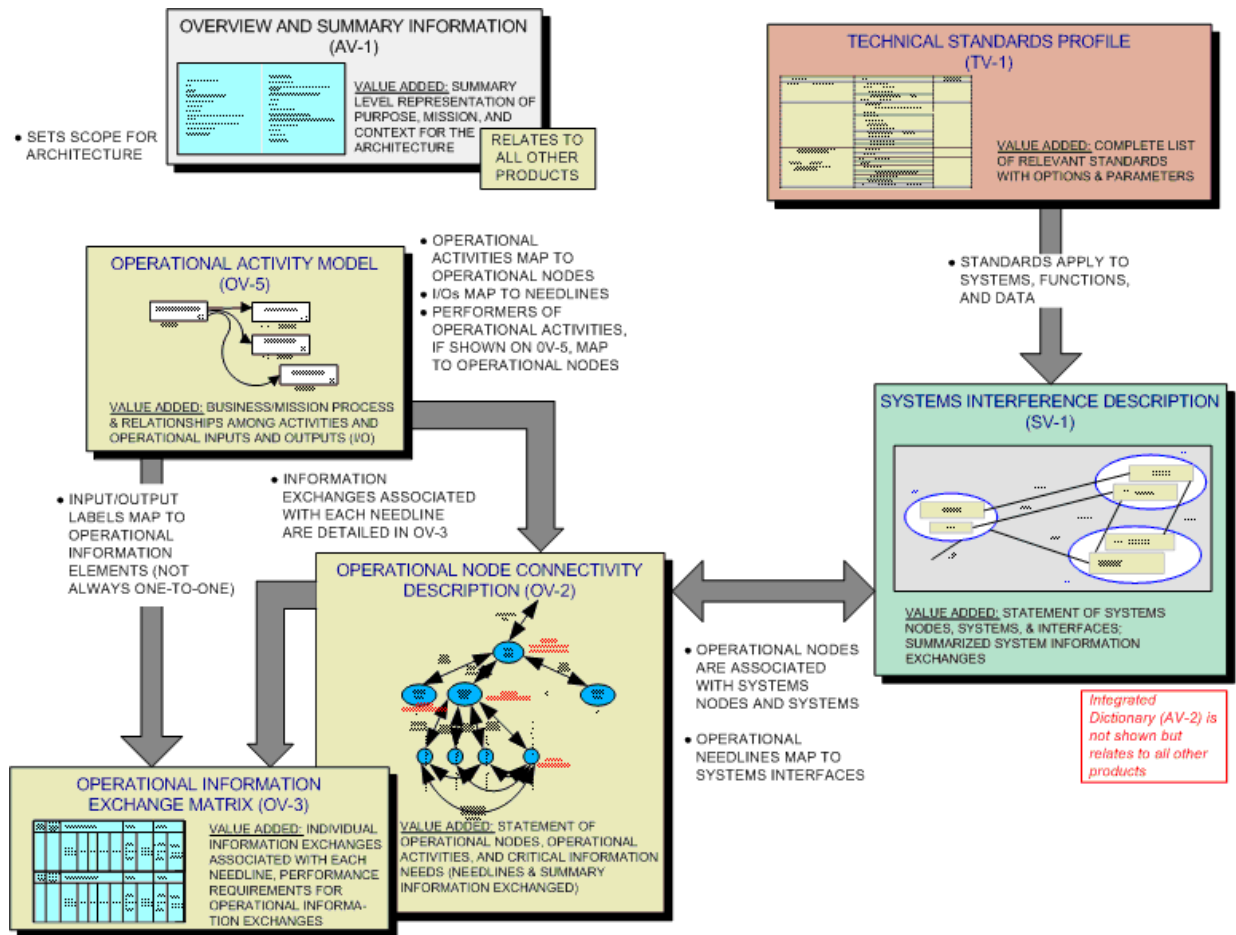 OVERVIEW AND SUMMARY INFORMATION
(AV-1)
VALUE ADDED: SUMMARY
LEVEL REPRESENTATION OF
PURPOSE, MISSION, AND
CONTEXT FOR THE
ARCHITECTURE
RELATES TO
ALL OTHER
PRODUCTS
• SETS SCOPE FOR
ARCHITECTURE
TECHNICAL STANDARDS PROFILE
(TV-1)
VALUE ADDED: COMPLETE LIST
OF RELEVANT STANDARDS
WITH OPTIONS & PARAMETERS
• STANDARDS APPLY TO
SYSTEMS, FUNCTIONS,
AND DATA
OPERATIONAL ACTIVITY MODEL
(OV-5)
VALUE ADDED: BUSINESS/MISSION PROCESS
& RELATIONSHIPS AMONG ACTIVITIES AND
OPERATIONAL INPUTS AND OUTPUTS (I/O)
• OPERATIONAL
ACTIVITIES MAP TO
OPERATIONAL NODES
• I/Os MAP TO NEEDLINES
• PERFORMERS OF
OPERATIONAL ACTIVITIES,
IF SHOWN ON 0V-5, MAP
TO OPERATIONAL NODES
SYSTEMS INTERFERENCE DESCRIPTION
(SV-1)
VALUE ADDED: STATEMENT OF SYSTEMS
NODES, SYSTEMS, & INTERFACES;
SUMMARIZED SYSTEM INFORMATION
EXCHANGES
• INPUT/OUTPUT
LABELS MAP TO
OPERATIONAL
INFORMATION
ELEMENTS (NOT
ALWAYS ONE-TO-ONE)
• INFORMATION
EXCHANGES ASSOCIATED
WITH EACH NEEDLINE
ARE DETAILED IN OV-3
OPERATIONAL NODE CONNECTIVITY
DESCRIPTION (OV-2)
VALUE ADDED: STATEMENT OF
OPERATIONAL NODES, OPERATIONAL
ACTIVITIES, AND CRITICAL INFORMATION
NEEDS (NEEDLINES & SUMMARY
INFORMATION EXCHANGED)
• OPERATIONAL NODES
ARE ASSOCIATED
WITH SYSTEMS
NODES AND SYSTEMS
• OPERATIONAL
NEEDLINES MAP TO
SYSTEMS INTERFACES
Integrated
Dictionary (AV-2) is
not shown but
relates to all other
products
OPERATIONAL INFORMATION
EXCHANGE MATRIX (OV-3)
VALUE ADDED: INDIVIDUAL
INFORMATION EXCHANGES
ASSOCIATED WITH EACH
NEEDLINE, PERFORMANCE
REQUIREMENTS FOR
OPERATIONAL INFORMA-
TION EXCHANGES